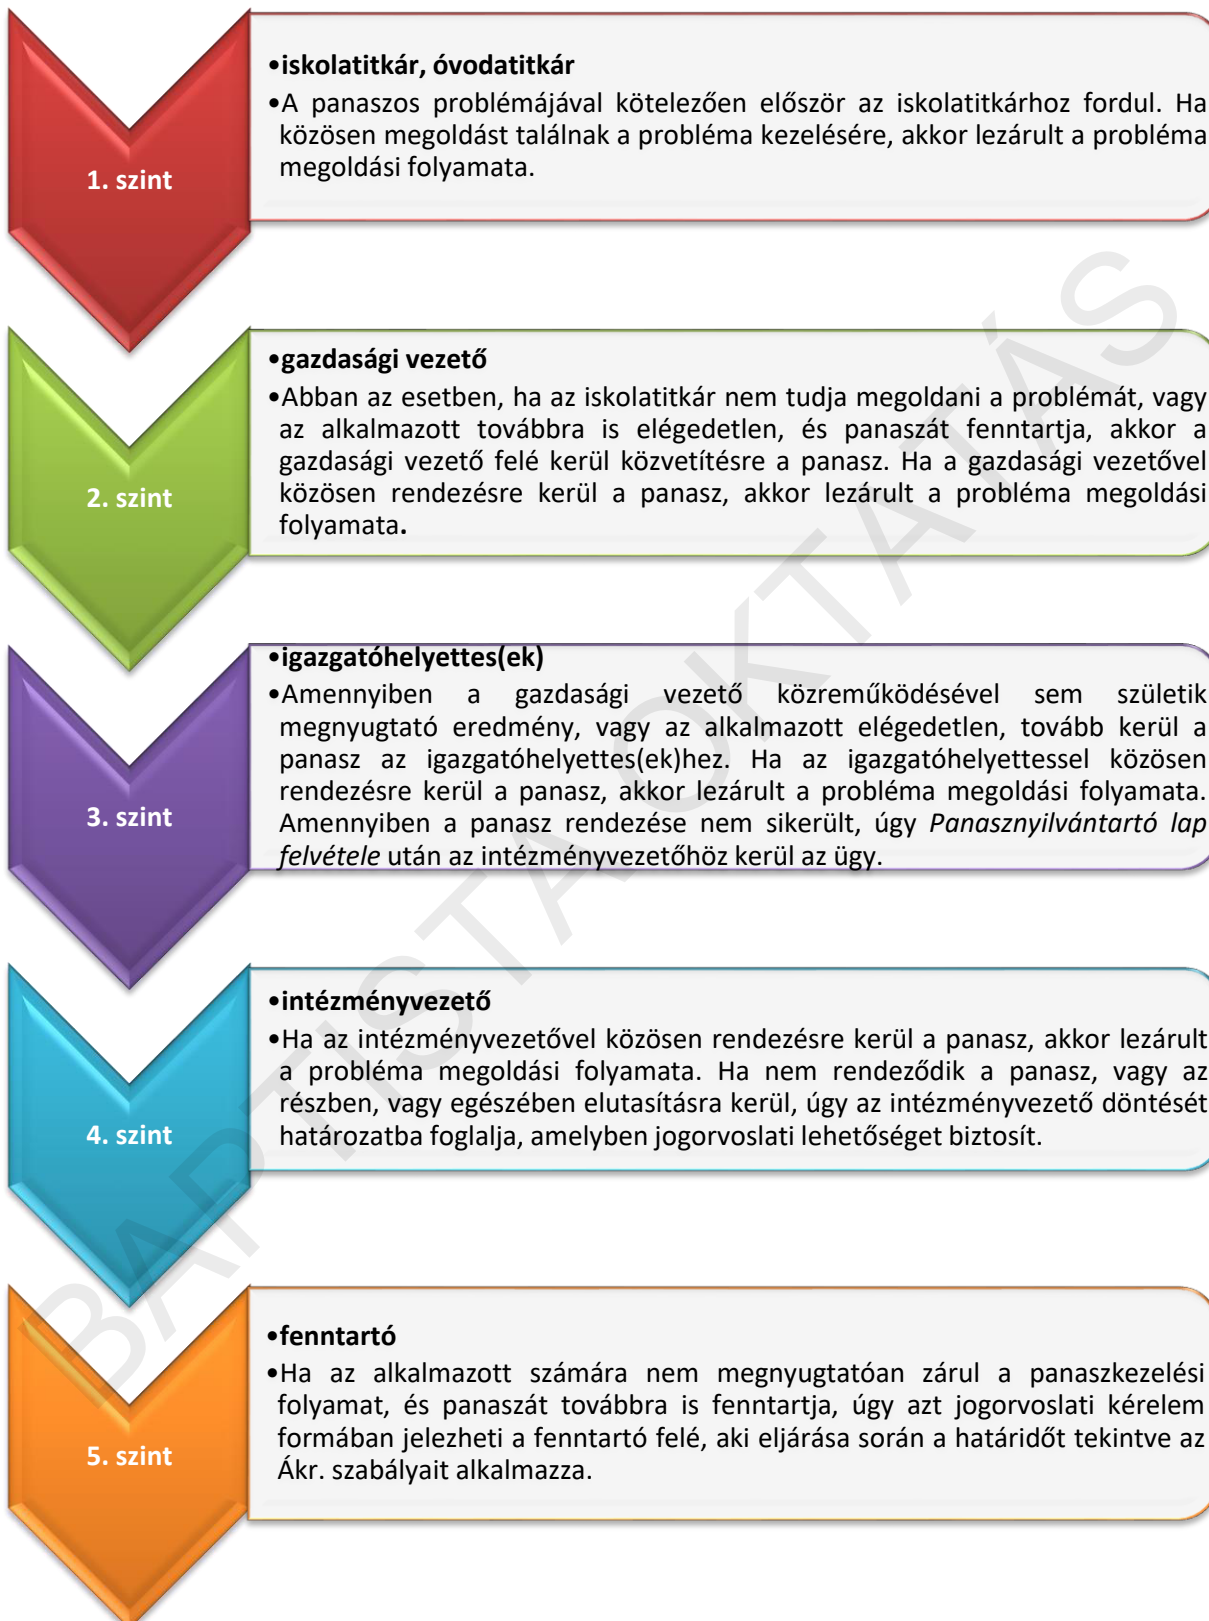 1. szint
•iskolatitkár, óvodatitkár
•A panaszos problémájával kötelezően először az iskolatitkárhoz fordul. Ha
közösen megoldást találnak a probléma kezelésére, akkor lezárult a probléma
megoldási folyamata.
2. szint
•gazdasági vezető
•Abban az esetben, ha az iskolatitkár nem tudja megoldani a problémát, vagy
az alkalmazott továbbra is elégedetlen, és panaszát fenntartja, akkor a
gazdasági vezető felé kerül közvetítésre a panasz. Ha a gazdasági vezetővel
közösen rendezésre kerül a panasz, akkor lezárult a probléma megoldási
folyamata.
3. szint
•igazgatóhelyettes(ek)
•Amennyiben a gazdasági vezető közreműködésével sem születik
megnyugtató eredmény, vagy az alkalmazott elégedetlen, tovább kerül a
panasz az igazgatóhelyettes(ek)hez. Ha az igazgatóhelyettessel közösen
rendezésre kerül a panasz, akkor lezárult a probléma megoldási folyamata.
Amennyiben a panasz rendezése nem sikerült, úgy Panasznyilvántartó lap
felvétele után az intézményvezetőhöz kerül az ügy.
4. szint
•intézményvezető
•Ha az intézményvezetővel közösen rendezésre kerül a panasz, akkor lezárult
a probléma megoldási folyamata. Ha nem rendeződik a panasz, vagy az
részben, vagy egészében elutasításra kerül, úgy az intézményvezető döntését
határozatba foglalja, amelyben jogorvoslati lehetőséget biztosít.
5. szint
•fenntartó
•Ha az alkalmazott számára nem megnyugtatóan zárul a panaszkezelési
folyamat, és panaszát továbbra is fenntartja, úgy azt jogorvoslati kérelem
formában jelezheti a fenntartó felé, aki eljárása során a határidőt tekintve az
Ákr. szabályait alkalmazza.
BAPTISTA OKTATÁS